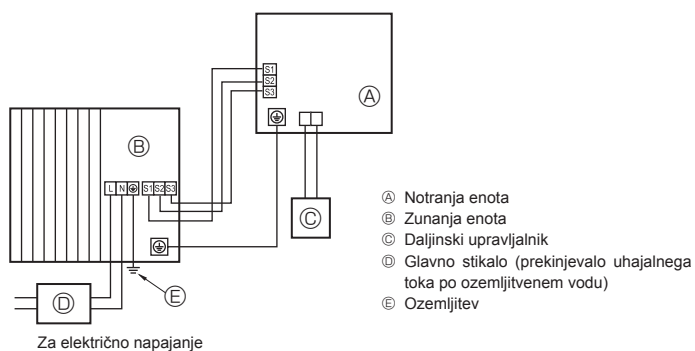 S1
S2
S3
A
B
L N S1 S2 S3
C
D
E
Za električno napajanje
A Notranja enota
B Zunanja enota
C Daljinski upravljalnik
D Glavno stikalo (prekinjevalo uhajalnega
toka po ozemljitvenem vodu)
E Ozemljitev